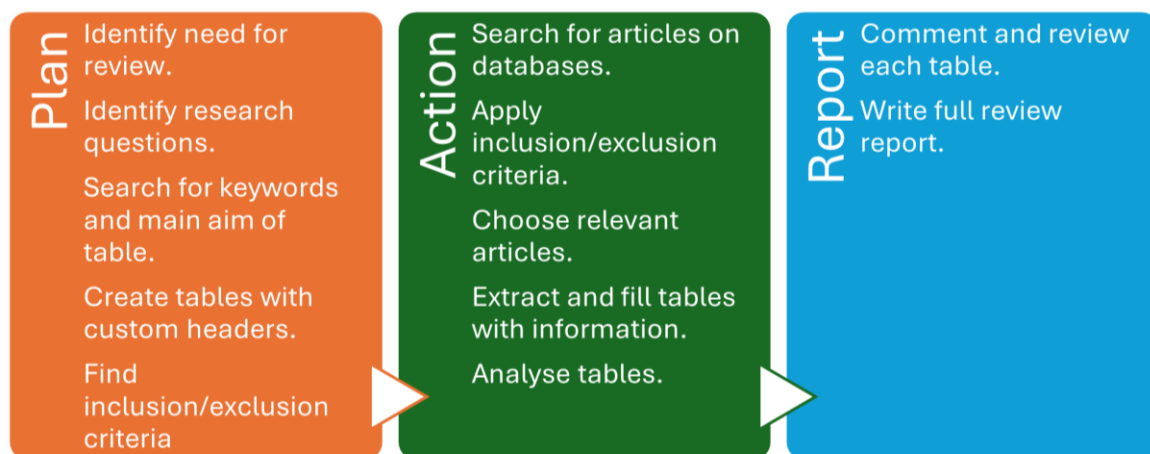 Plan
Identify need for
review.
Identify research
questions.
Search for keywords
and main aim of
table.
Create tables with
custom headers.
Find
inclusion/exclusion
criteria
Action
Search for articles on
databases.
Apply
inclusion/exclusion
criteria.
Choose relevant
articles.
Extract and fill tables
with information.
Analyse tables.
Report
Comment and review
each table.
Write full review
report.